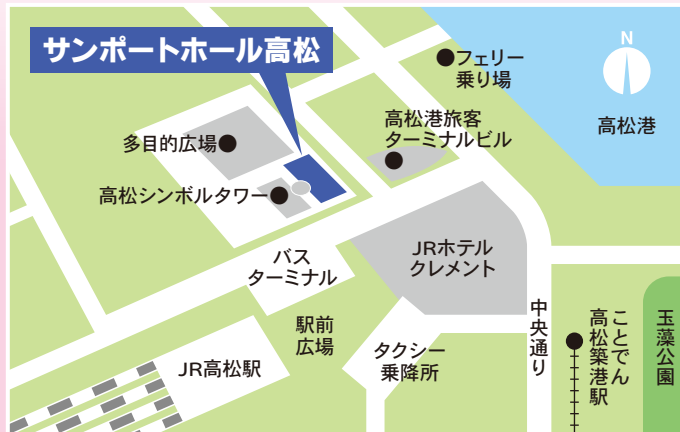 サンポートホール高松
フェリー
乗り場
N
高松港
高松港旅客
ターミナルビル
多目的広場
高松シンボルタワー
バス
ターミナル
JRホテル
クレメント
駅前
広場
タクシー
乗降所
JR高松駅
中央通り
ことでん
高松築港駅
玉藻公園